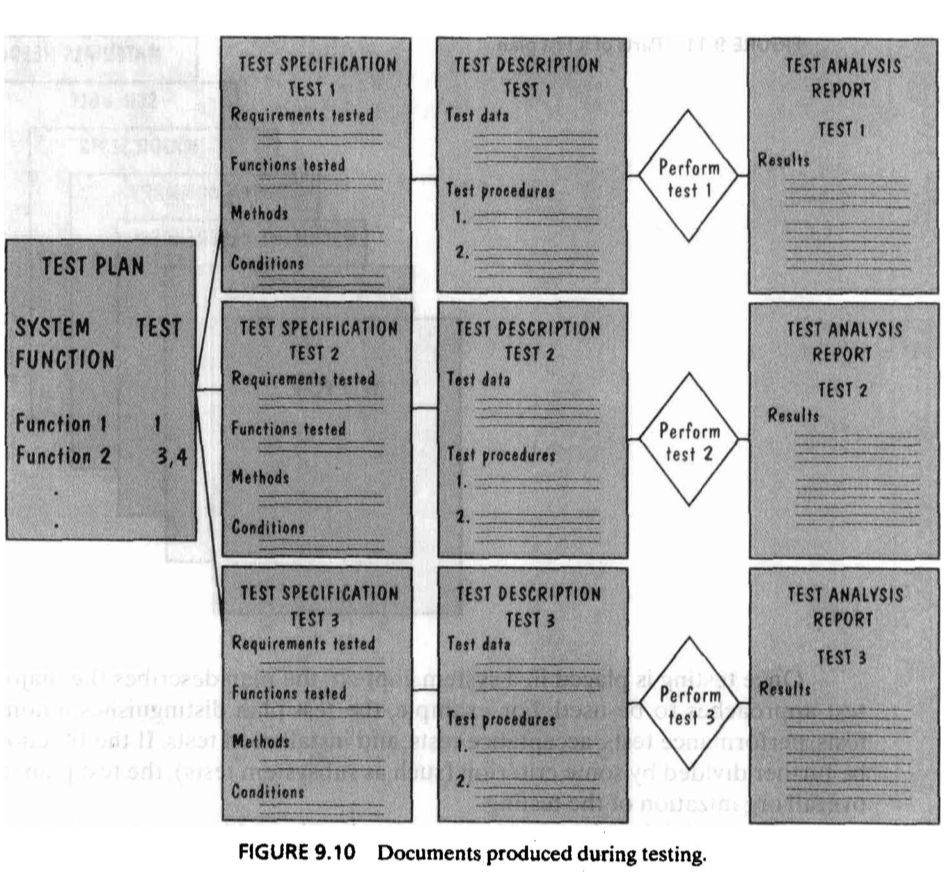 TEST PLAN
SYSTEM TEST
FUNCTION
Function 1 1
Function 2 3,4
TEST SPECIFICATION
TEST 1
Requirements tested
Functions tested
Methods
Conditions
TEST DESCRIPTION
TEST 1
Test data
Test procedures
1.
2.
Perform
test 1
TEST ANALYSIS
REPORT
TEST 1
Results
TEST SPECIFICATION
TEST 2
Requirements tested
Functions tested
Methods
Conditions
TEST DESCRIPTION
TEST 2
Test data
Test procedures
1.
2.
Perform
test 2
TEST ANALYSIS
REPORT
TEST 2
Results
TEST SPECIFICATION
TEST 3
Requirements tested
Functions tested
Methods
Conditions
TEST DESCRIPTION
TEST 3
Test data
Test procedures
1.
2.
Perform
test 3
TEST ANALYSIS
REPORT
TEST 3
Results
FIGURE 9.10 Documents produced during testing.